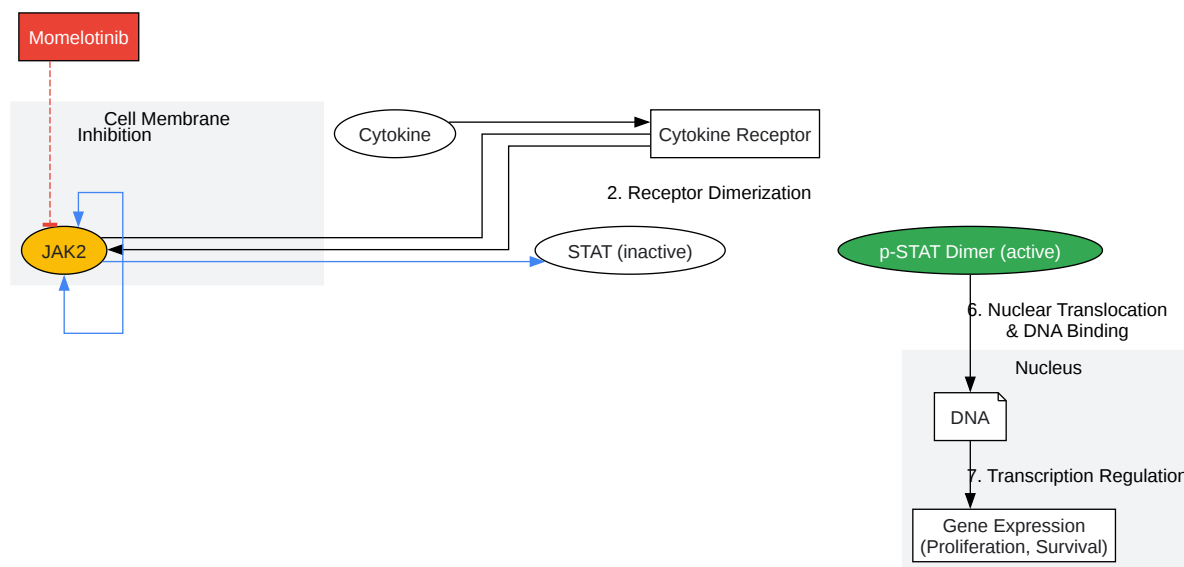 Momelotinib
Cell Membrane
Inhibition
Cytokine
Cytokine Receptor
2. Receptor Dimerization
JAK2
STAT (inactive)
p-STAT Dimer (active)
6. Nuclear Translocation
& DNA Binding
Nucleus
DNA
7. Transcription Regulation
Gene Expression
(Proliferation, Survival)